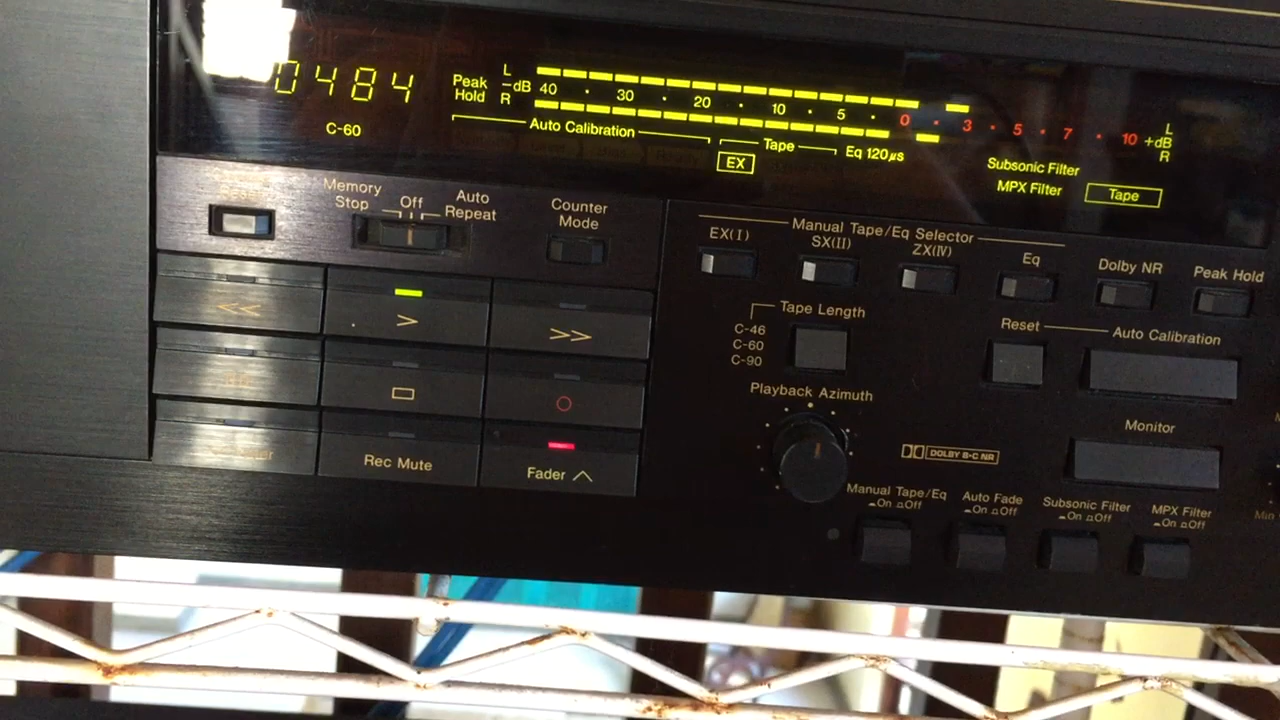 0484
C-60
Peak Hold
L
-dB 40 · 30 · 20 · 10 · 5 · 0 · 3 · 5 · 7 · 10 +dB
R
L
R
Auto Calibration
Tape
Eq 120µs
EX
Subsonic Filter
MPX Filter
Tape
Memory Stop
Off
Auto Repeat
Counter Mode
Manual Tape/Eq Selector
EX(I)
SX(II)
ZX(IV)
Eq
Dolby NR
Peak Hold
<<
>
>>
Rec Mute
Fader
Tape Length
C-46
C-60
C-90
Reset
Auto Calibration
Playback Azimuth
Monitor
DOLBY B·C NR
Manual Tape/Eq
On Off
Auto Fade
On Off
Subsonic Filter
On Off
MPX Filter
On Off
Min